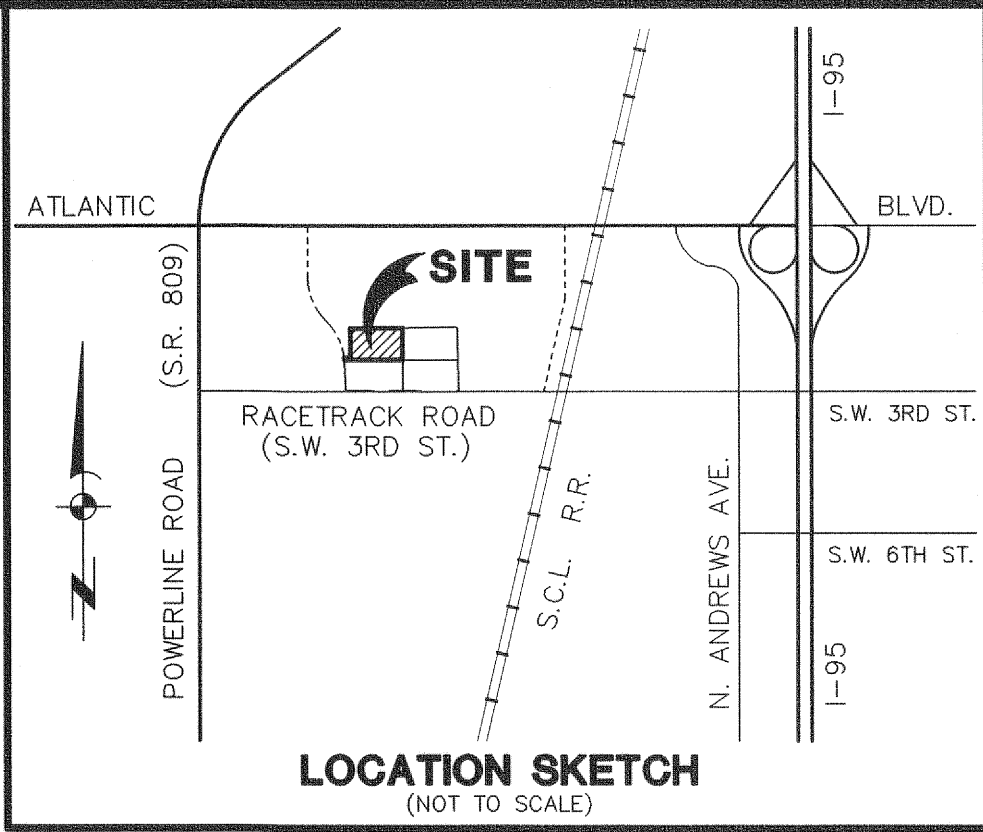 I-95
ATLANTIC
BLVD.
(S.R. 809)
SITE
RACETRACK ROAD
(S.W. 3RD ST.)
S.W. 3RD ST.
POWERLINE ROAD
S.C.L. R.R.
N. ANDREWS AVE.
S.W. 6TH ST.
I-95
N
LOCATION SKETCH
(NOT TO SCALE)